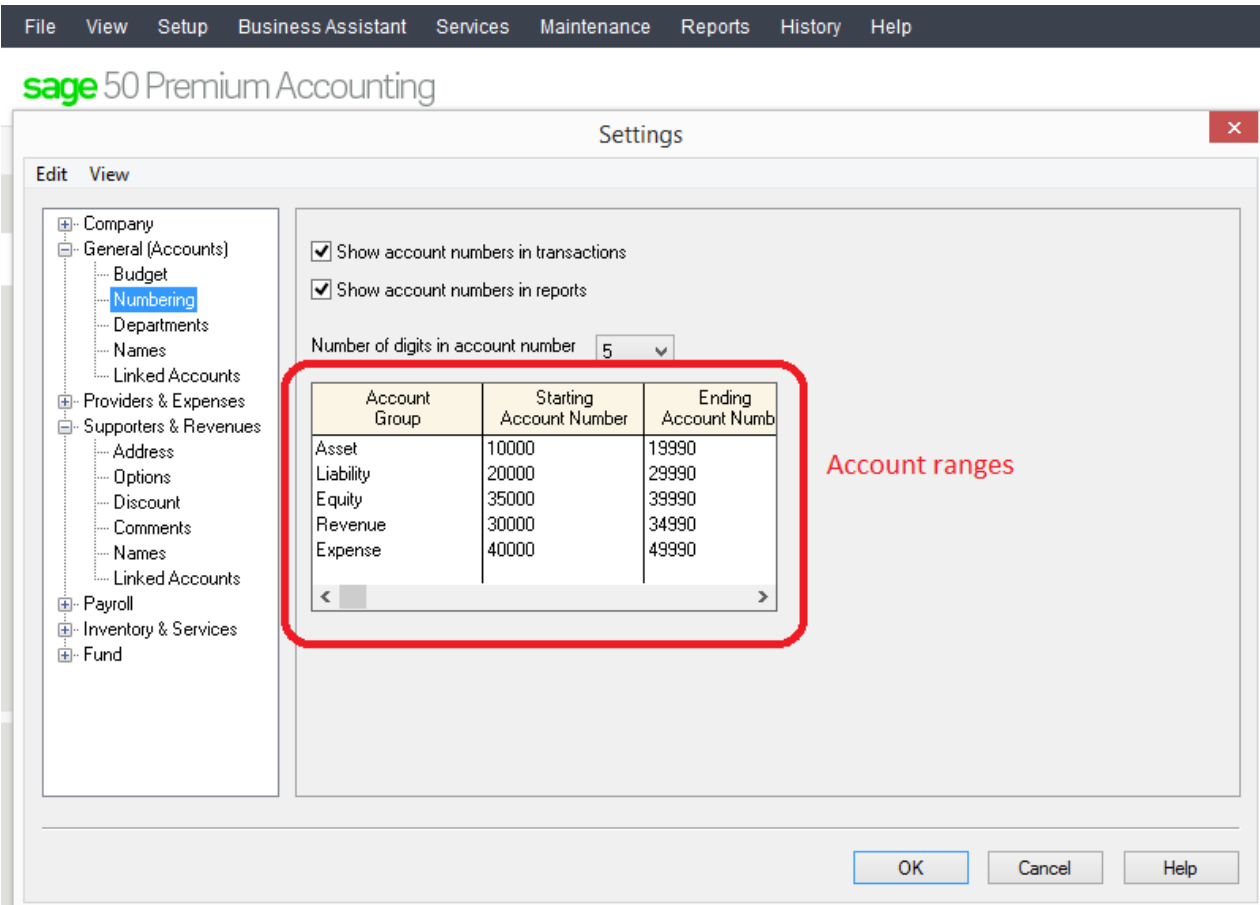 File View Setup Business Assistant Services Maintenance Reports History Help
sage 50 Premium Accounting
Settings
Edit View
Company
General (Accounts)
Budget
Numbering
Departments
Names
Linked Accounts
Providers & Expenses
Supporters & Revenues
Address
Options
Discount
Comments
Names
Linked Accounts
Payroll
Inventory & Services
Fund
Show account numbers in transactions
Show account numbers in reports
Number of digits in account number 5
Account Starting Ending
Group Account Number Account Numb
Asset 10000 19990
Liability 20000 29990
Equity 35000 39990
Revenue 30000 34990
Expense 40000 49990
Account ranges
OK Cancel Help